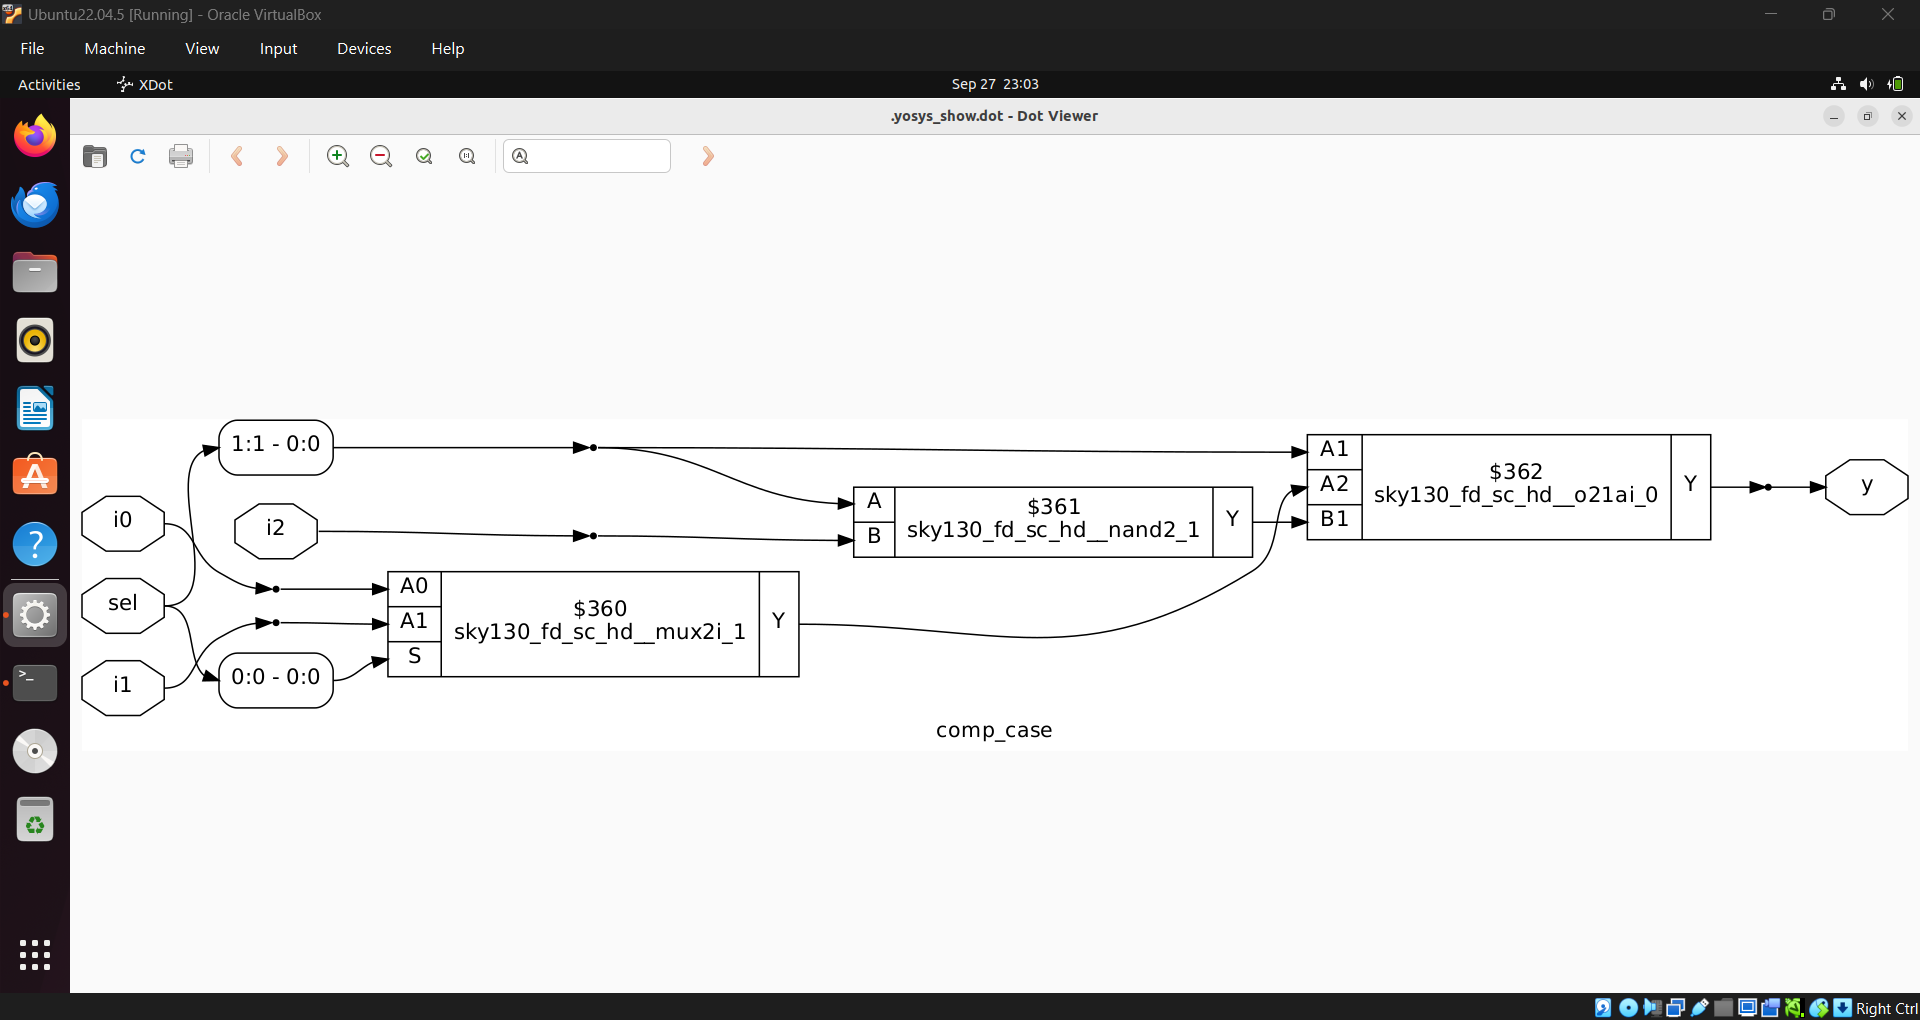 Ubuntu22.04.5 [Running] - Oracle VirtualBox
File Machine View Input Devices Help
Activities XDot Sep 27 23:03
.yosys_show.dot - Dot Viewer
1:1 - 0:0
i0
i2
sel
i1
0:0 - 0:0
A0
A1
S
$360
sky130_fd_sc_hd__mux2i_1
Y
A
B
$361
sky130_fd_sc_hd__nand2_1
Y
A1
A2
B1
$362
sky130_fd_sc_hd__o21ai_0
Y
y
comp_case
Right Ctrl